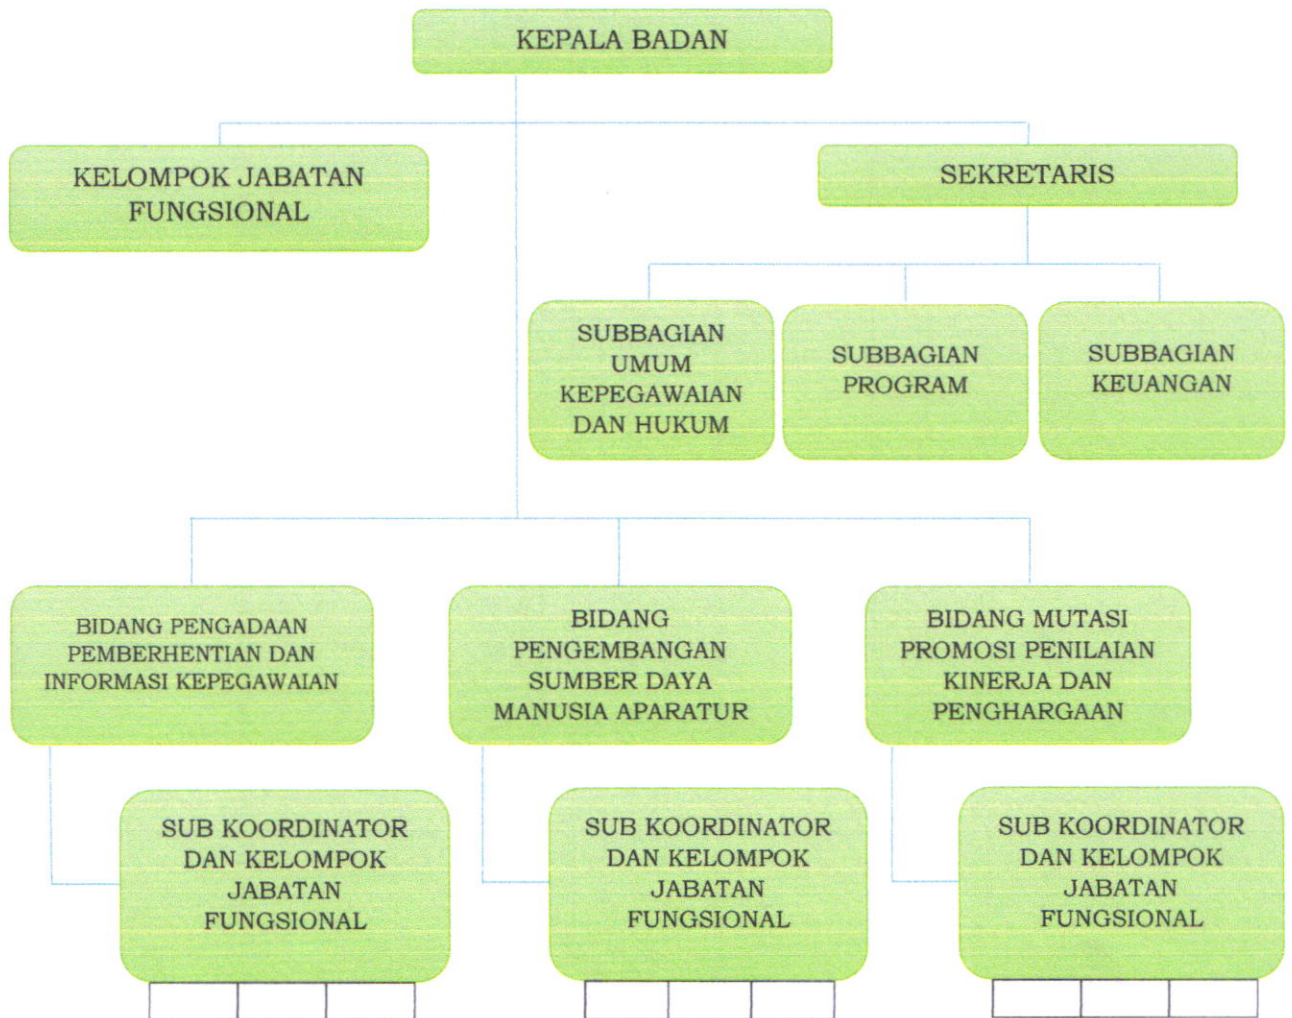 KEPALA BADAN
KELOMPOK JABATAN
FUNGSIONAL
SEKRETARIS
SUBBAGIAN
UMUM
KEPEGAWAIAN
DAN HUKUM
SUBBAGIAN
PROGRAM
SUBBAGIAN
KEUANGAN
BIDANG PENGADAAN
PEMBERHENTIAN DAN
INFORMASI KEPEGAWAIAN
BIDANG
PENGEMBANGAN
SUMBER DAYA
MANUSIA APARATUR
BIDANG MUTASI
PROMOSI PENILAIAN
KINERJA DAN
PENGHARGAAN
SUB KOORDINATOR
DAN KELOMPOK
JABATAN
FUNGSIONAL
SUB KOORDINATOR
DAN KELOMPOK
JABATAN
FUNGSIONAL
SUB KOORDINATOR
DAN KELOMPOK
JABATAN
FUNGSIONAL